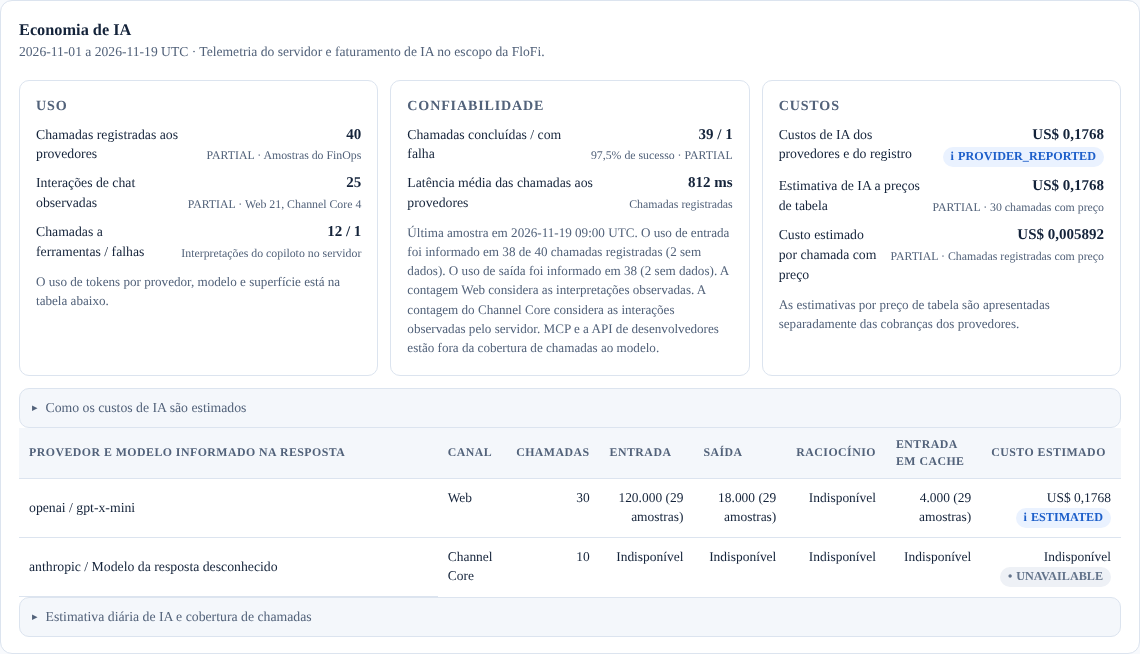 Economia de IA
2026-11-01 a 2026-11-19 UTC · Telemetria do servidor e faturamento de IA no escopo da FloFi.
USO
Chamadas registradas aos provedores
40
PARTIAL · Amostras do FinOps
Interações de chat observadas
25
PARTIAL · Web 21, Channel Core 4
Chamadas a ferramentas / falhas
12 / 1
Interpretações do copiloto no servidor
O uso de tokens por provedor, modelo e superfície está na
tabela abaixo.
CONFIABILIDADE
Chamadas concluídas / com falha
39 / 1
97,5% de sucesso · PARTIAL
Latência média das chamadas aos provedores
812 ms
Chamadas registradas
Última amostra em 2026-11-19 09:00 UTC. O uso de entrada
foi informado em 38 de 40 chamadas registradas (2 sem
dados). O uso de saída foi informado em 38 (2 sem dados). A
contagem Web considera as interpretações observadas. A
contagem do Channel Core considera as interações
observadas pelo servidor. MCP e a API de desenvolvedores
estão fora da cobertura de chamadas ao modelo.
CUSTOS
Custos de IA dos provedores e do registro
US$ 0,1768
i PROVIDER_REPORTED
Estimativa de IA a preços de tabela
US$ 0,1768
PARTIAL · 30 chamadas com preço
Custo estimado por chamada com preço
US$ 0,005892
PARTIAL · Chamadas registradas com preço
As estimativas por preço de tabela são apresentadas
separadamente das cobranças dos provedores.
▸ Como os custos de IA são estimados
PROVEDOR E MODELO INFORMADO NA RESPOSTA CANAL CHAMADAS ENTRADA SAÍDA RACIOCÍNIO ENTRADA EM CACHE CUSTO ESTIMADO
openai / gpt-x-mini Web 30 120.000 (29 amostras) 18.000 (29 amostras) Indisponível 4.000 (29 amostras) US$ 0,1768
i ESTIMATED
anthropic / Modelo da resposta desconhecido Channel Core 10 Indisponível Indisponível Indisponível Indisponível Indisponível
• UNAVAILABLE
▸ Estimativa diária de IA e cobertura de chamadas